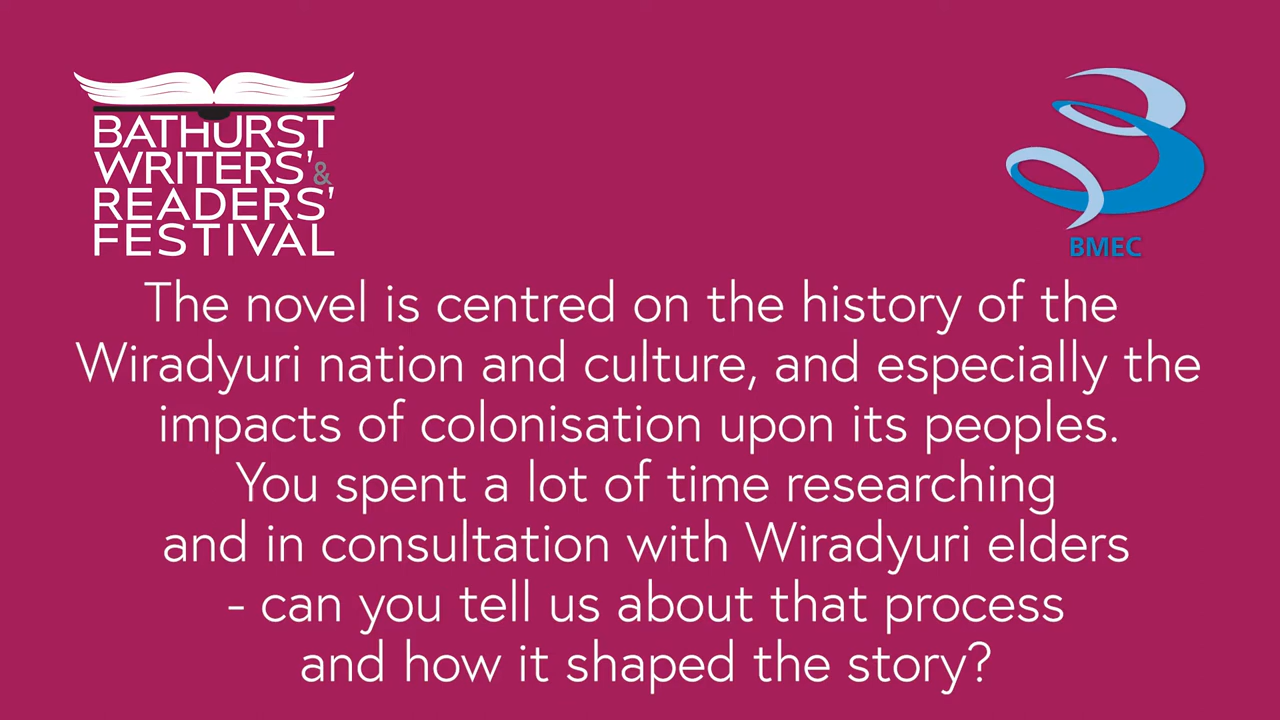 BATHURST
WRITERS'&
READERS'
FESTIVAL
BMEC
The novel is centred on the history of the
Wiradyuri nation and culture, and especially the
impacts of colonisation upon its peoples.
You spent a lot of time researching
and in consultation with Wiradyuri elders
- can you tell us about that process
and how it shaped the story?